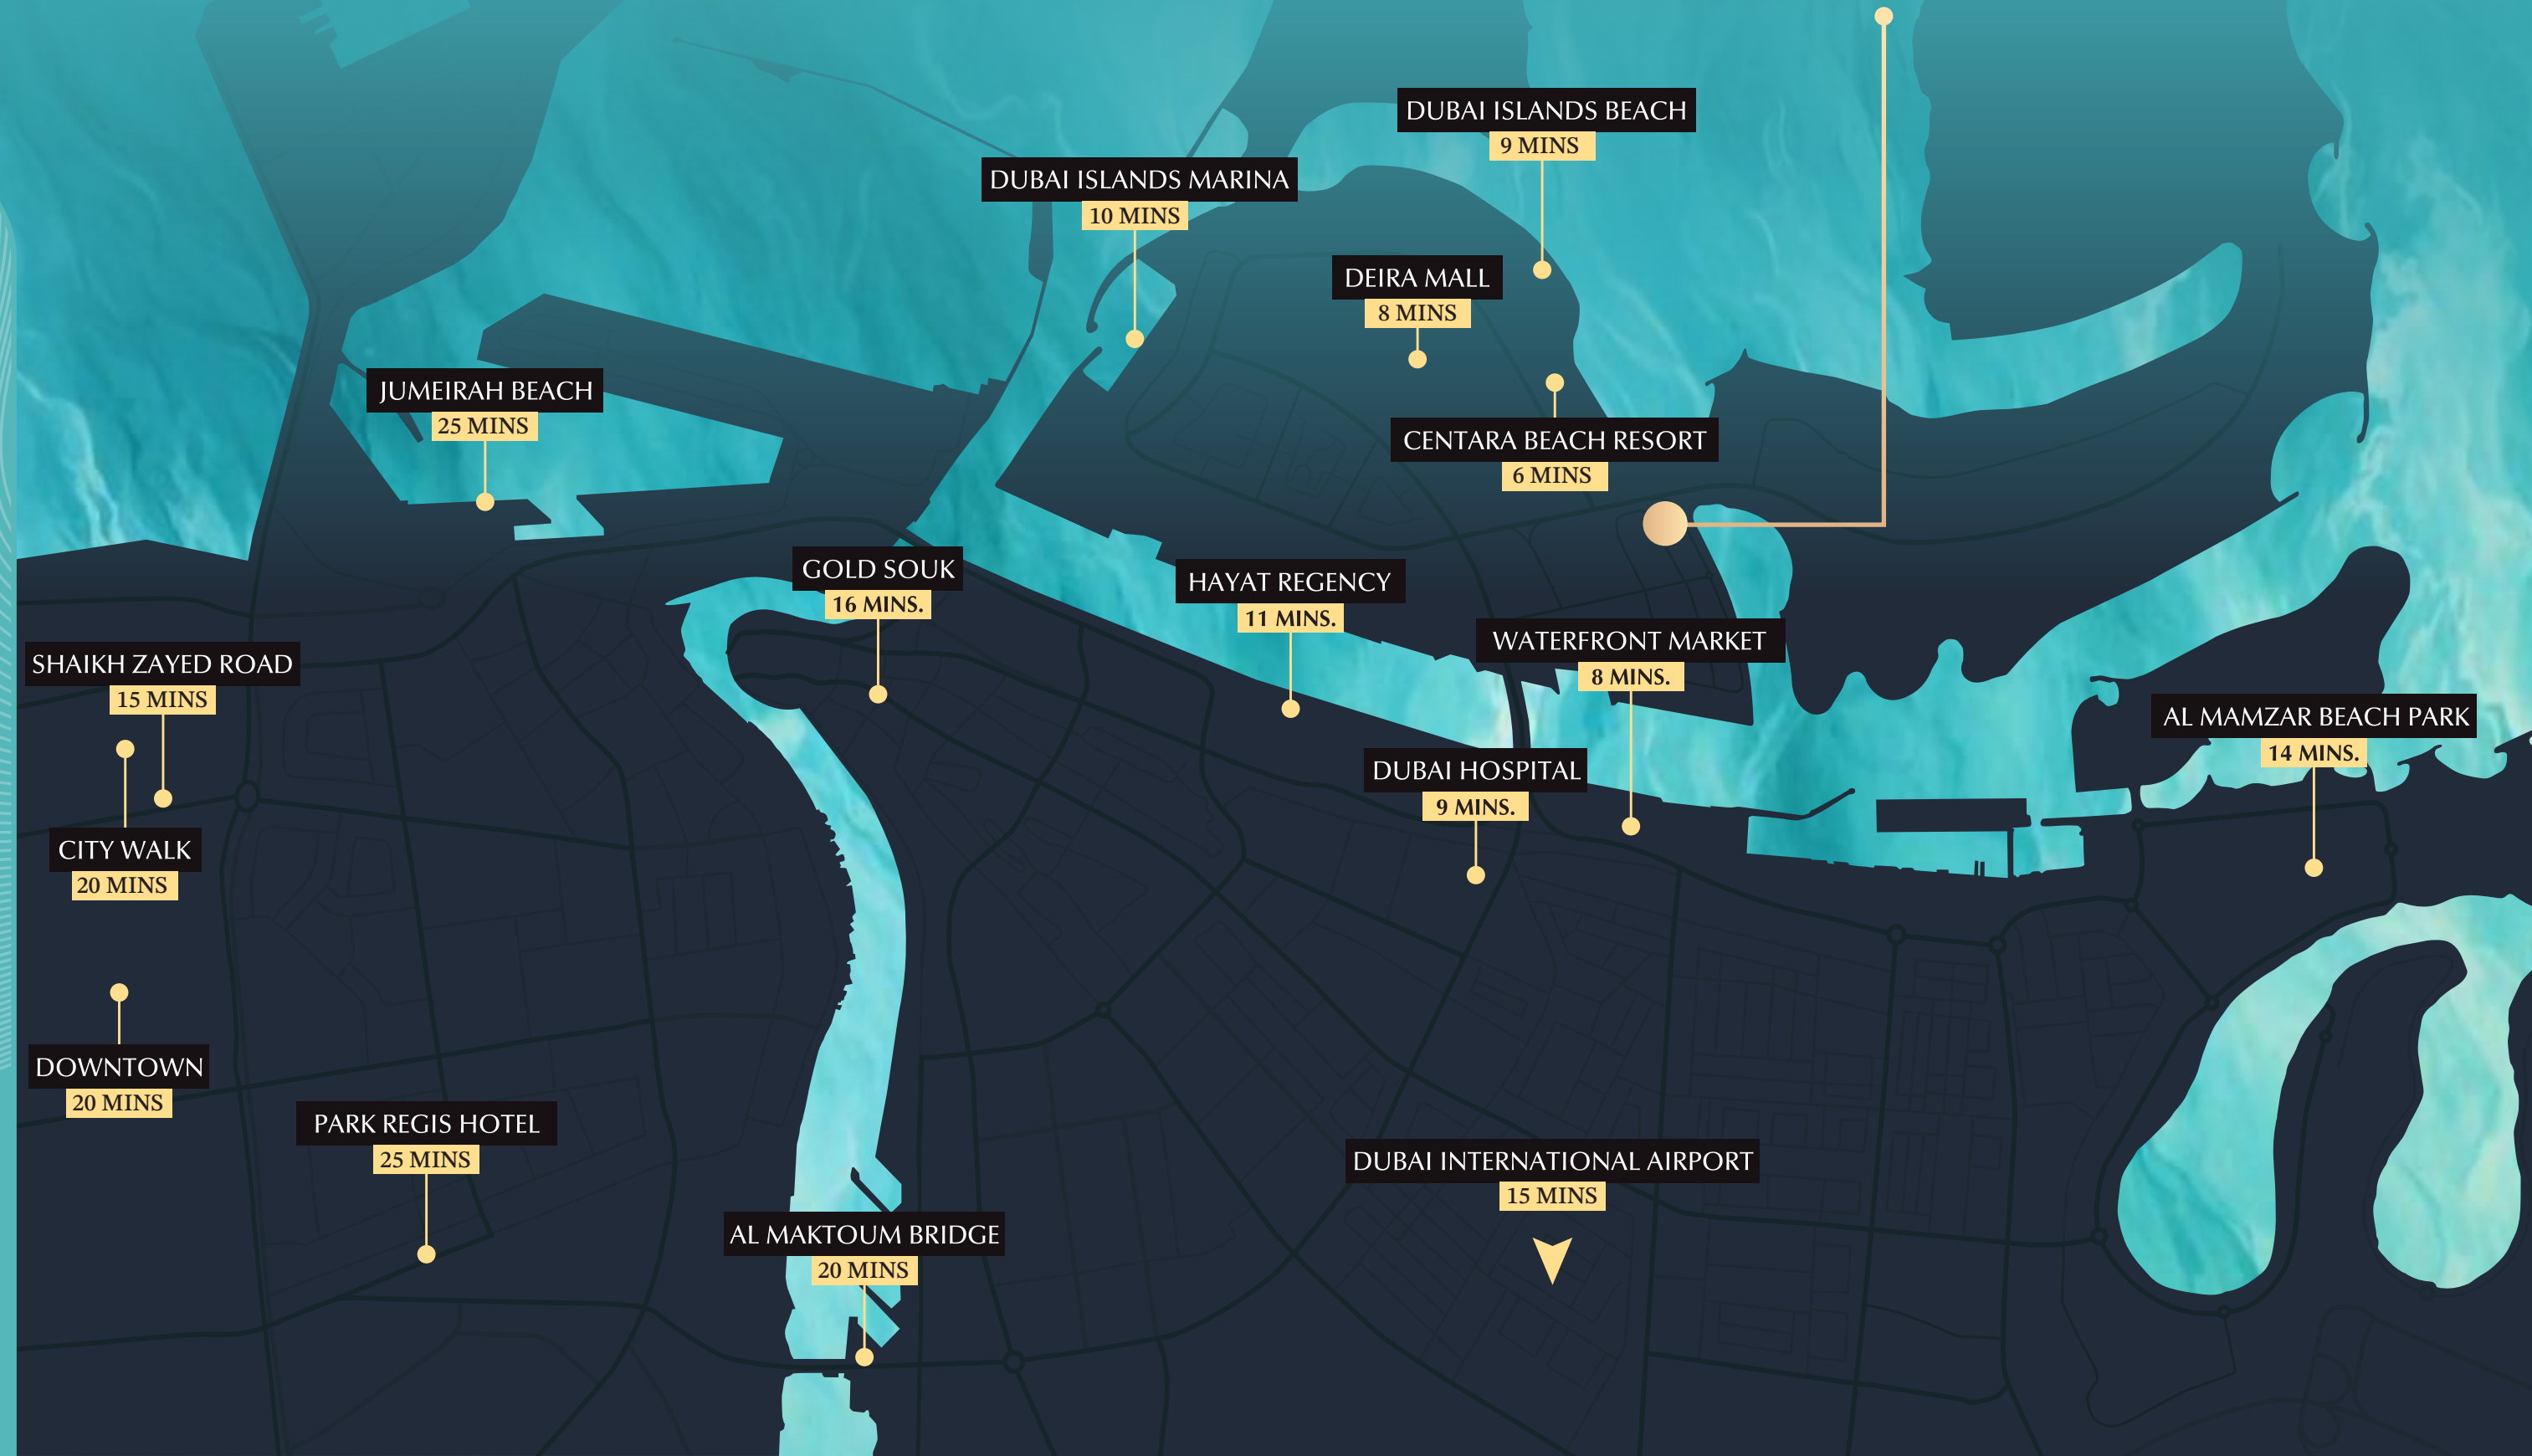 DUBAI ISLANDS BEACH
9 MINS
DUBAI ISLANDS MARINA
10 MINS
DEIRA MALL
8 MINS
JUMEIRAH BEACH
25 MINS
CENTARA BEACH RESORT
6 MINS
GOLD SOUK
16 MINS.
HAYAT REGENCY
11 MINS.
WATERFRONT MARKET
8 MINS.
SHAIKH ZAYED ROAD
15 MINS
AL MAMZAR BEACH PARK
14 MINS.
DUBAI HOSPITAL
9 MINS.
CITY WALK
20 MINS
DOWNTOWN
20 MINS
PARK REGIS HOTEL
25 MINS
DUBAI INTERNATIONAL AIRPORT
15 MINS
AL MAKTOUM BRIDGE
20 MINS